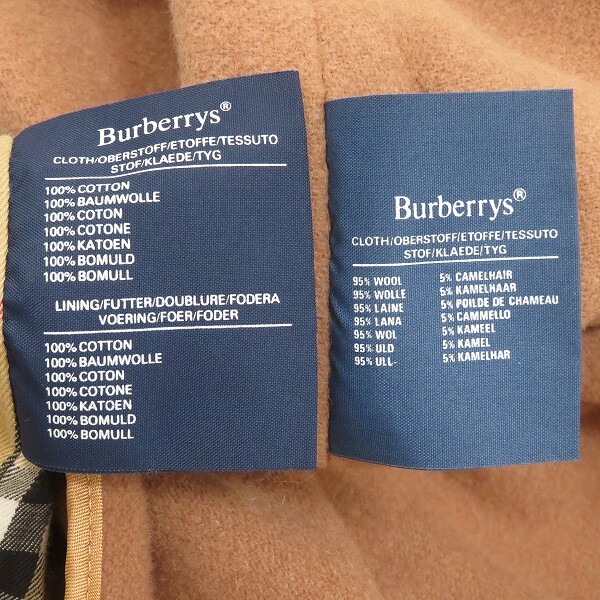 Burberrys®
CLOTH/OBERSTOFF/ETOFFE/TESSUTO
STOF/KLAEDE/TYG
100% COTTON
100% BAUMWOLLE
100% COTON
100% COTONE
100% KATOEN
100% BOMULD
100% BOMULL
LINING/FUTTER/DOUBLURE/FODERA
VOERING/FOER/FODER
100% COTTON
100% BAUMWOLLE
100% COTON
100% COTONE
100% KATOEN
100% BOMULD
100% BOMULL
Burberrys®
CLOTH/OBERSTOFF/ETOFFE/TESSUTO
STOF/KLAEDE/TYG
95% WOOL 5% CAMELHAIR
95% WOLLE 5% KAMELHAAR
95% LAINE 5% POILDE DE CHAMEAU
95% LANA 5% CAMMELLO
95% WOL 5% KAMEEL
95% ULD 5% KAMEL
95% ULL- 5% KAMELHAR